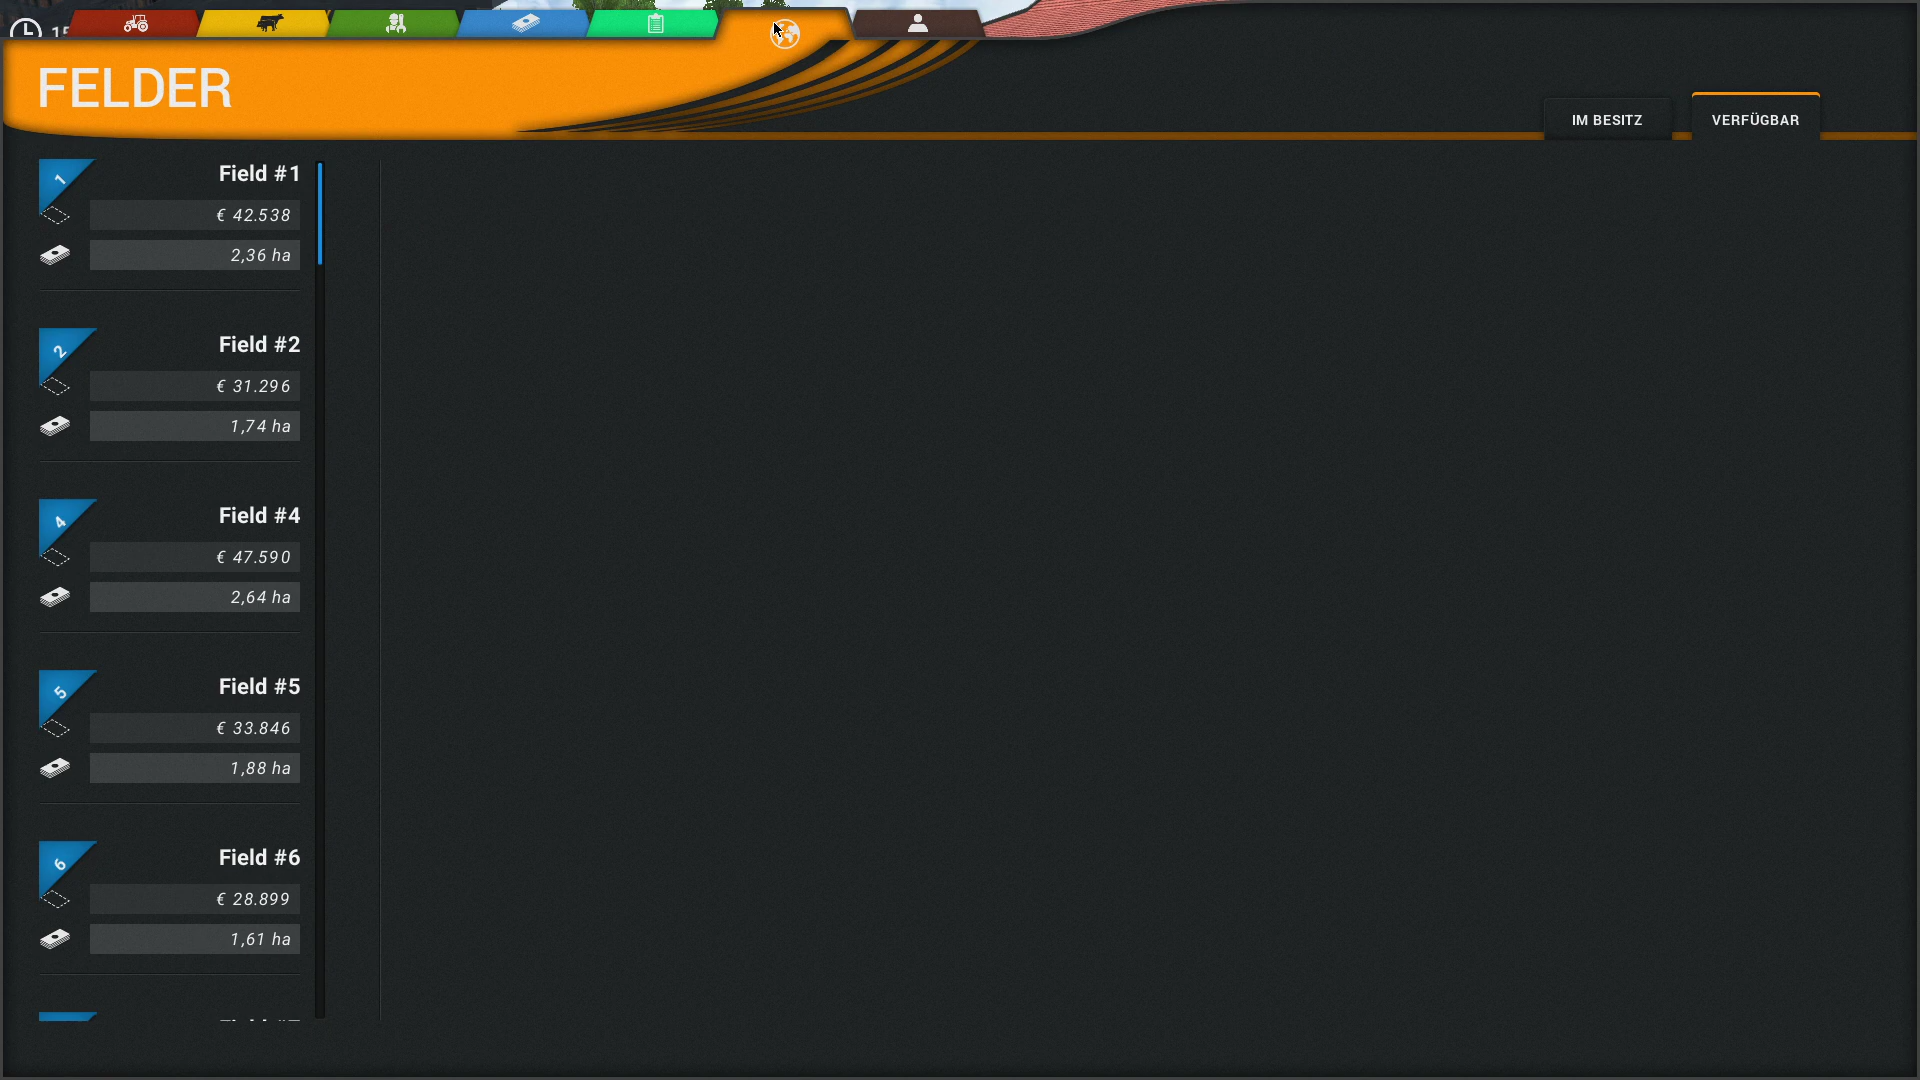 15
FELDER
IM BESITZ
VERFÜGBAR
1
Field #1
€ 42.538
2,36 ha
2
Field #2
€ 31.296
1,74 ha
4
Field #4
€ 47.590
2,64 ha
5
Field #5
€ 33.846
1,88 ha
6
Field #6
€ 28.899
1,61 ha